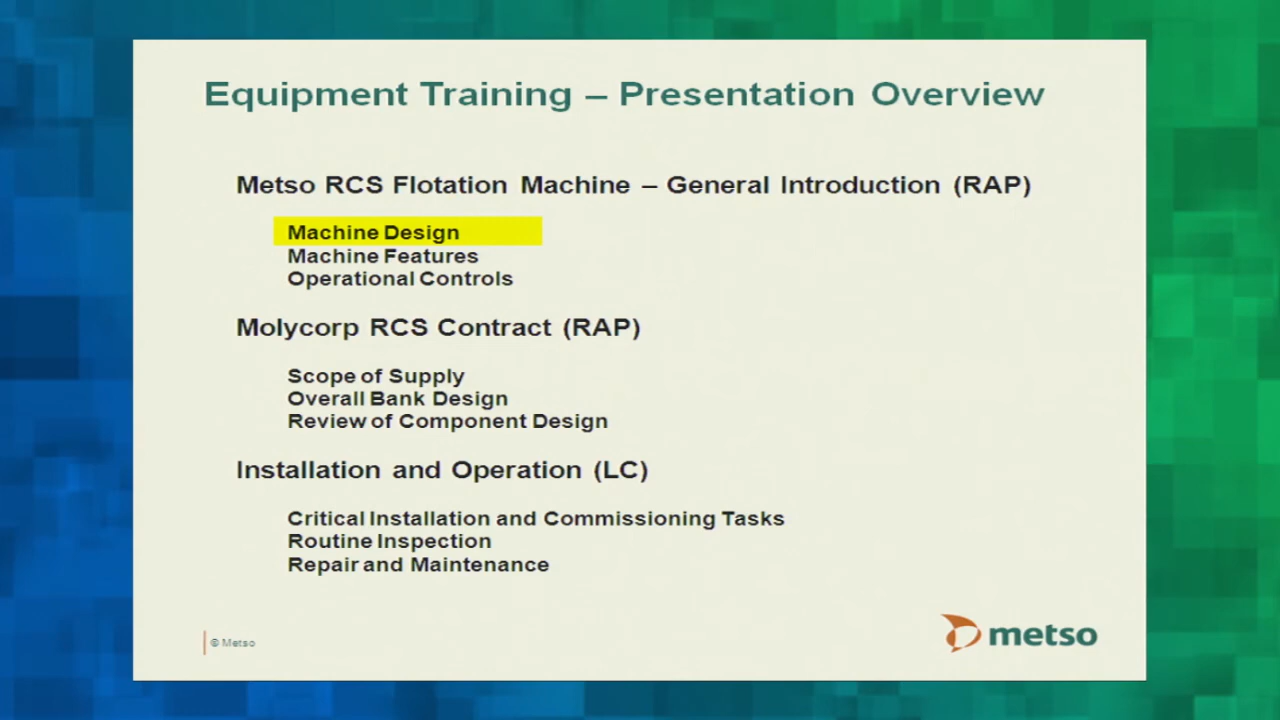 Equipment Training – Presentation Overview
Metso RCS Flotation Machine – General Introduction (RAP)
Machine Design
Machine Features
Operational Controls
Molycorp RCS Contract (RAP)
Scope of Supply
Overall Bank Design
Review of Component Design
Installation and Operation (LC)
Critical Installation and Commissioning Tasks
Routine Inspection
Repair and Maintenance
© Metso
metso